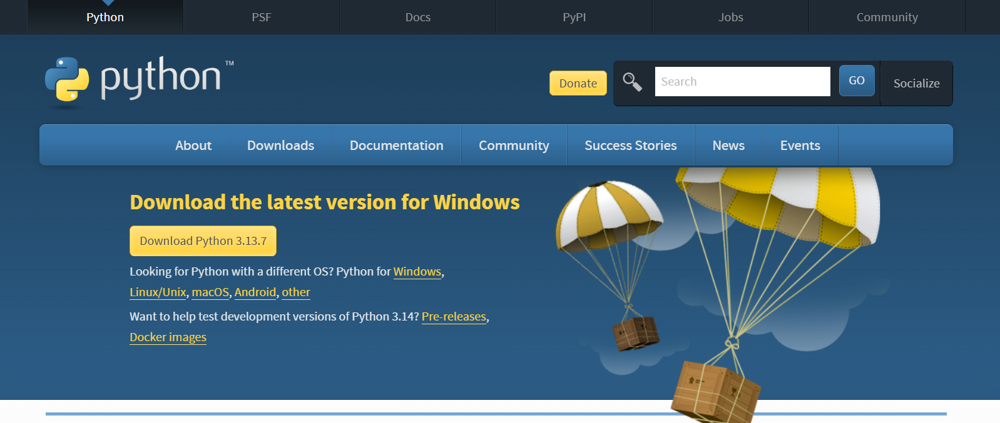 Python PSF Docs PyPI Jobs Community
python™
Donate Search GO Socialize
About Downloads Documentation Community Success Stories News Events
Download the latest version for Windows
Download Python 3.13.7
Looking for Python with a different OS? Python for Windows,
Linux/Unix, macOS, Android, other
Want to help test development versions of Python 3.14? Pre-releases,
Docker images